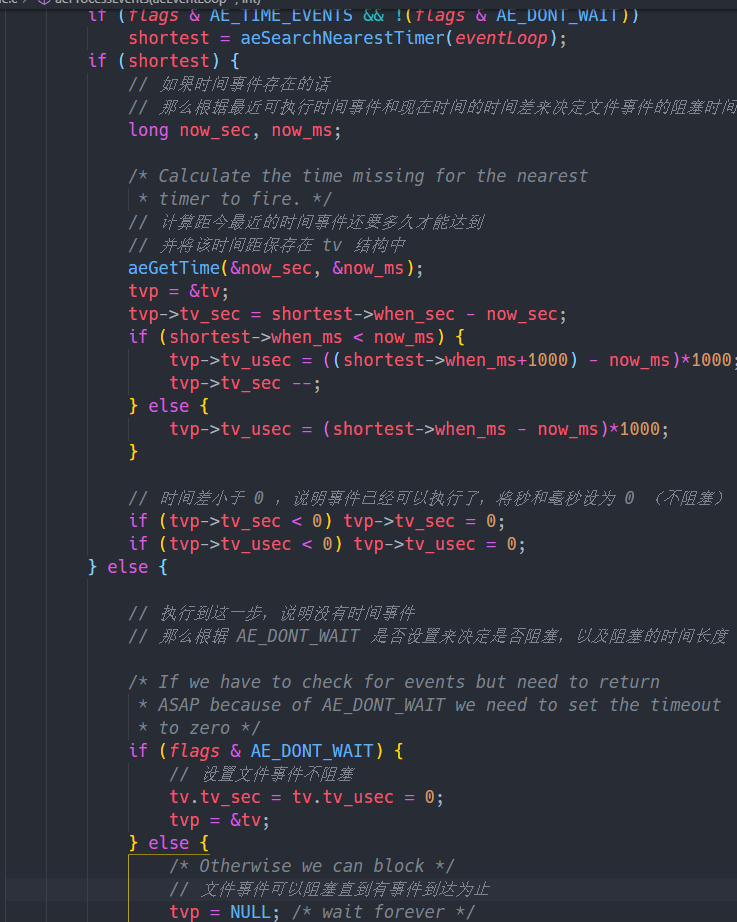 aeProcessEvents(aeEventLoop *, int)
if (flags & AE_TIME_EVENTS && !(flags & AE_DONT_WAIT))
shortest = aeSearchNearestTimer(eventLoop);
if (shortest) {
// 如果时间事件存在的话
// 那么根据最近可执行时间事件和现在时间的时间差来决定文件事件的阻塞时间
long now_sec, now_ms;
/* Calculate the time missing for the nearest
* timer to fire. */
// 计算距今最近的时间事件还要多久才能达到
// 并将该时间距保存在 tv 结构中
aeGetTime(&now_sec, &now_ms);
tvp = &tv;
tvp->tv_sec = shortest->when_sec - now_sec;
if (shortest->when_ms < now_ms) {
tvp->tv_usec = ((shortest->when_ms+1000) - now_ms)*1000;
tvp->tv_sec --;
} else {
tvp->tv_usec = (shortest->when_ms - now_ms)*1000;
}
// 时间差小于 0 ，说明事件已经可以执行了，将秒和毫秒设为 0 （不阻塞）
if (tvp->tv_sec < 0) tvp->tv_sec = 0;
if (tvp->tv_usec < 0) tvp->tv_usec = 0;
} else {
// 执行到这一步，说明没有时间事件
// 那么根据 AE_DONT_WAIT 是否设置来决定是否阻塞，以及阻塞的时间长度
/* If we have to check for events but need to return
* ASAP because of AE_DONT_WAIT we need to set the timeout
* to zero */
if (flags & AE_DONT_WAIT) {
// 设置文件事件不阻塞
tv.tv_sec = tv.tv_usec = 0;
tvp = &tv;
} else {
/* Otherwise we can block */
// 文件事件可以阻塞直到有事件到达为止
tvp = NULL; /* wait forever */